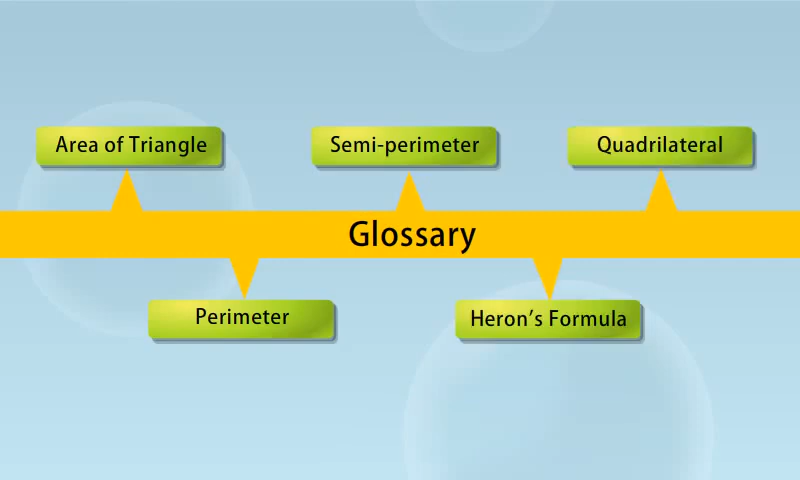 Area of Triangle
Semi-perimeter
Quadrilateral
Glossary
Perimeter
Heron's Formula